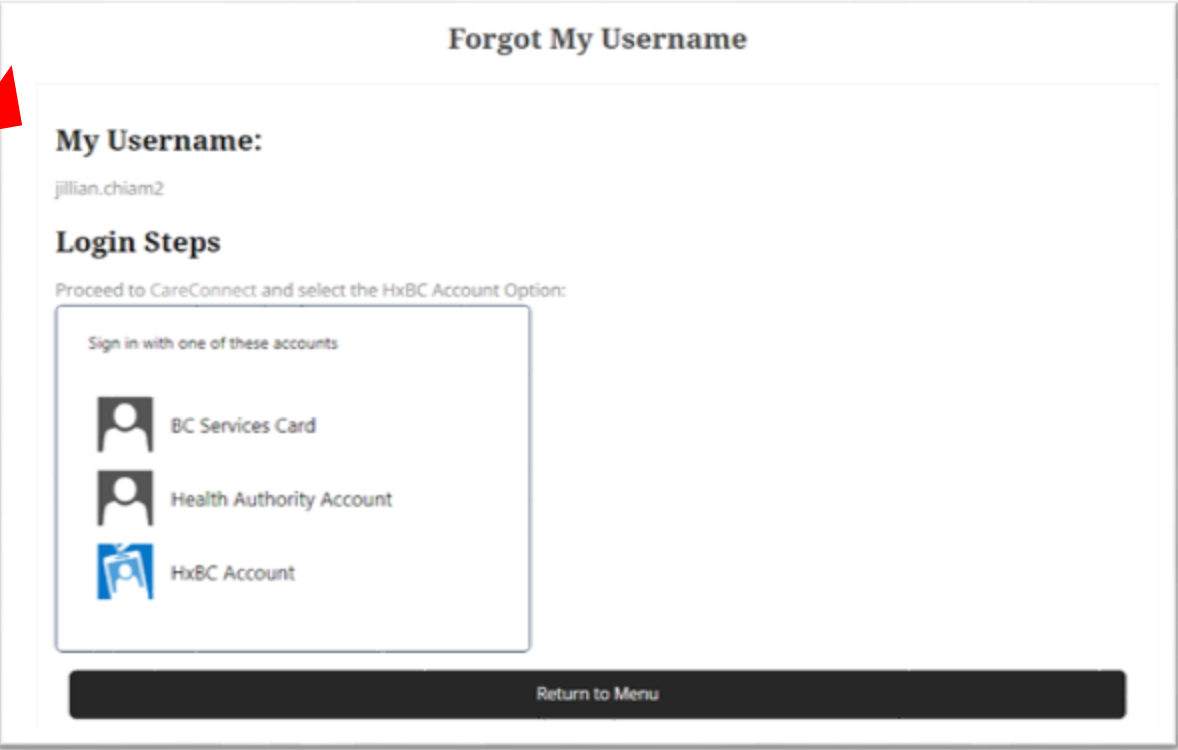 Forgot My Username
My Username:
jillian.chiam2
Login Steps
Proceed to CareConnect and select the HxBC Account Option:
Sign in with one of these accounts
BC Services Card
Health Authority Account
HxBC Account
Return to Menu